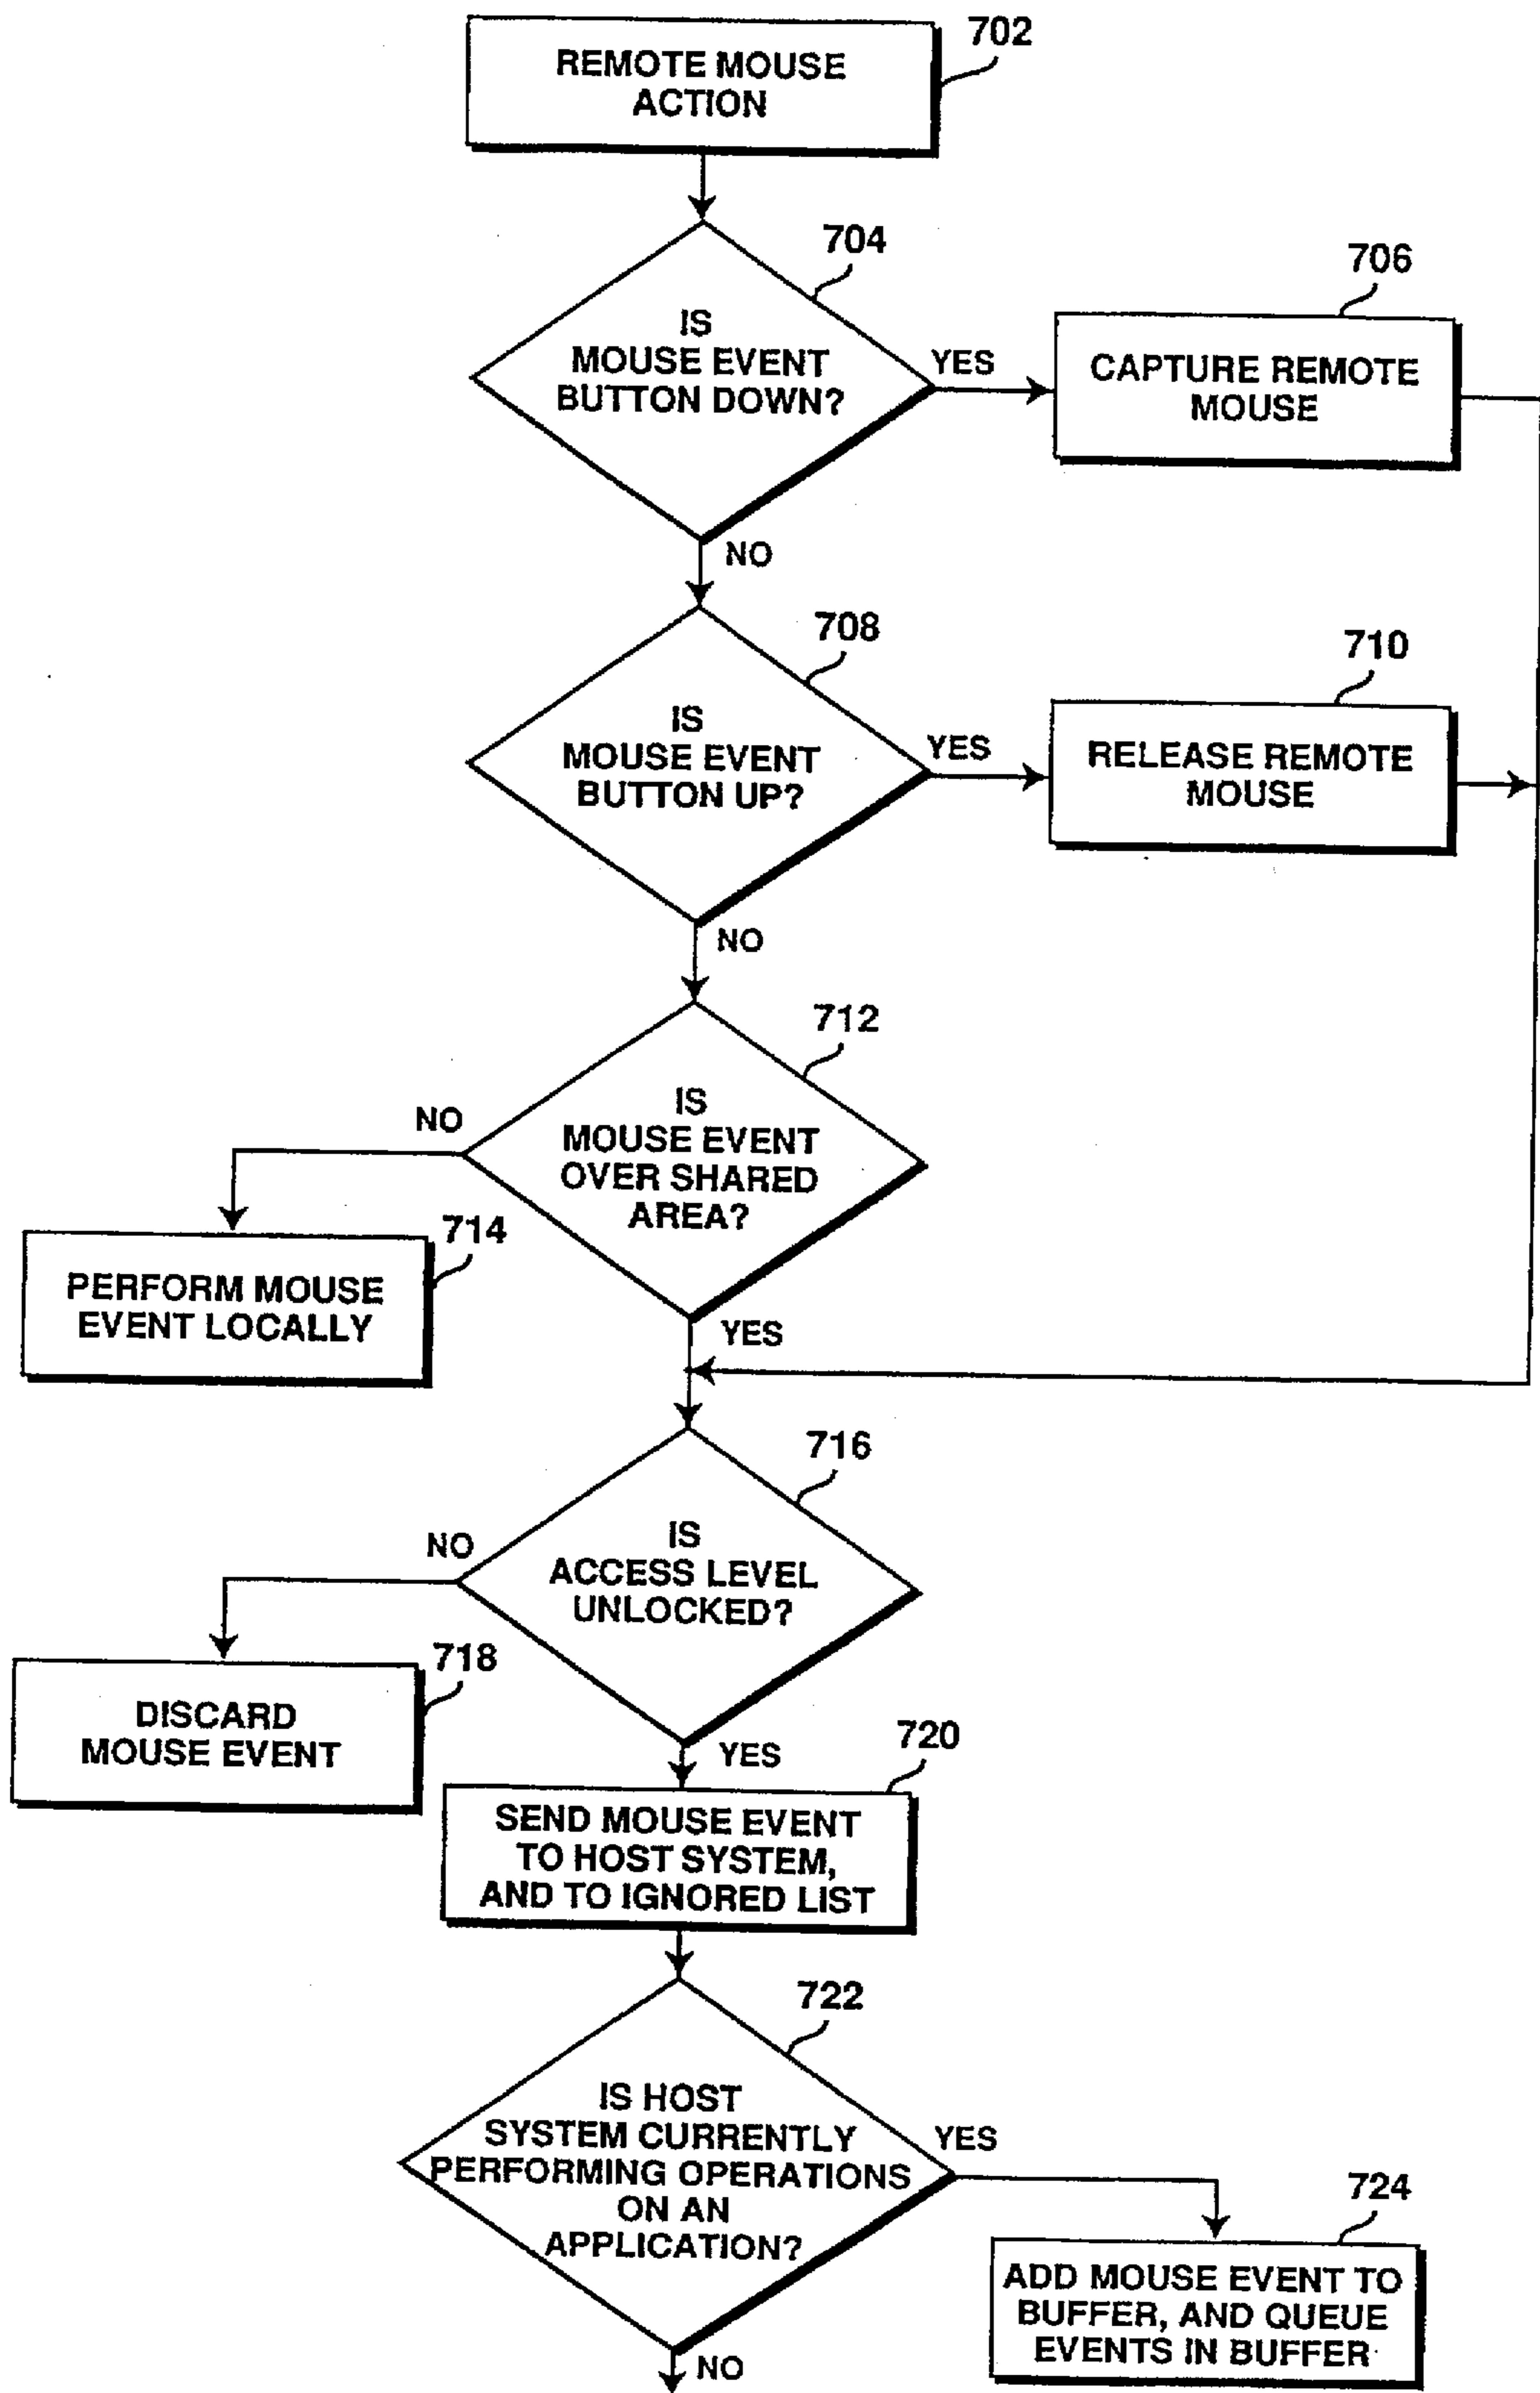 REMOTE MOUSE
ACTION
702
704
IS
MOUSE EVENT
BUTTON DOWN?
YES
706
CAPTURE REMOTE
MOUSE
NO
708
IS
MOUSE EVENT
BUTTON UP?
YES
710
RELEASE REMOTE
MOUSE
NO
712
IS
MOUSE EVENT
OVER SHARED
AREA?
NO
714
PERFORM MOUSE
EVENT LOCALLY
YES
716
IS
ACCESS LEVEL
UNLOCKED?
NO
718
DISCARD
MOUSE EVENT
YES
720
SEND MOUSE EVENT
TO HOST SYSTEM,
AND TO IGNORED LIST
722
IS HOST
SYSTEM CURRENTLY
PERFORMING OPERATIONS
ON AN
APPLICATION?
YES
724
ADD MOUSE EVENT TO
BUFFER, AND QUEUE
EVENTS IN BUFFER
NO